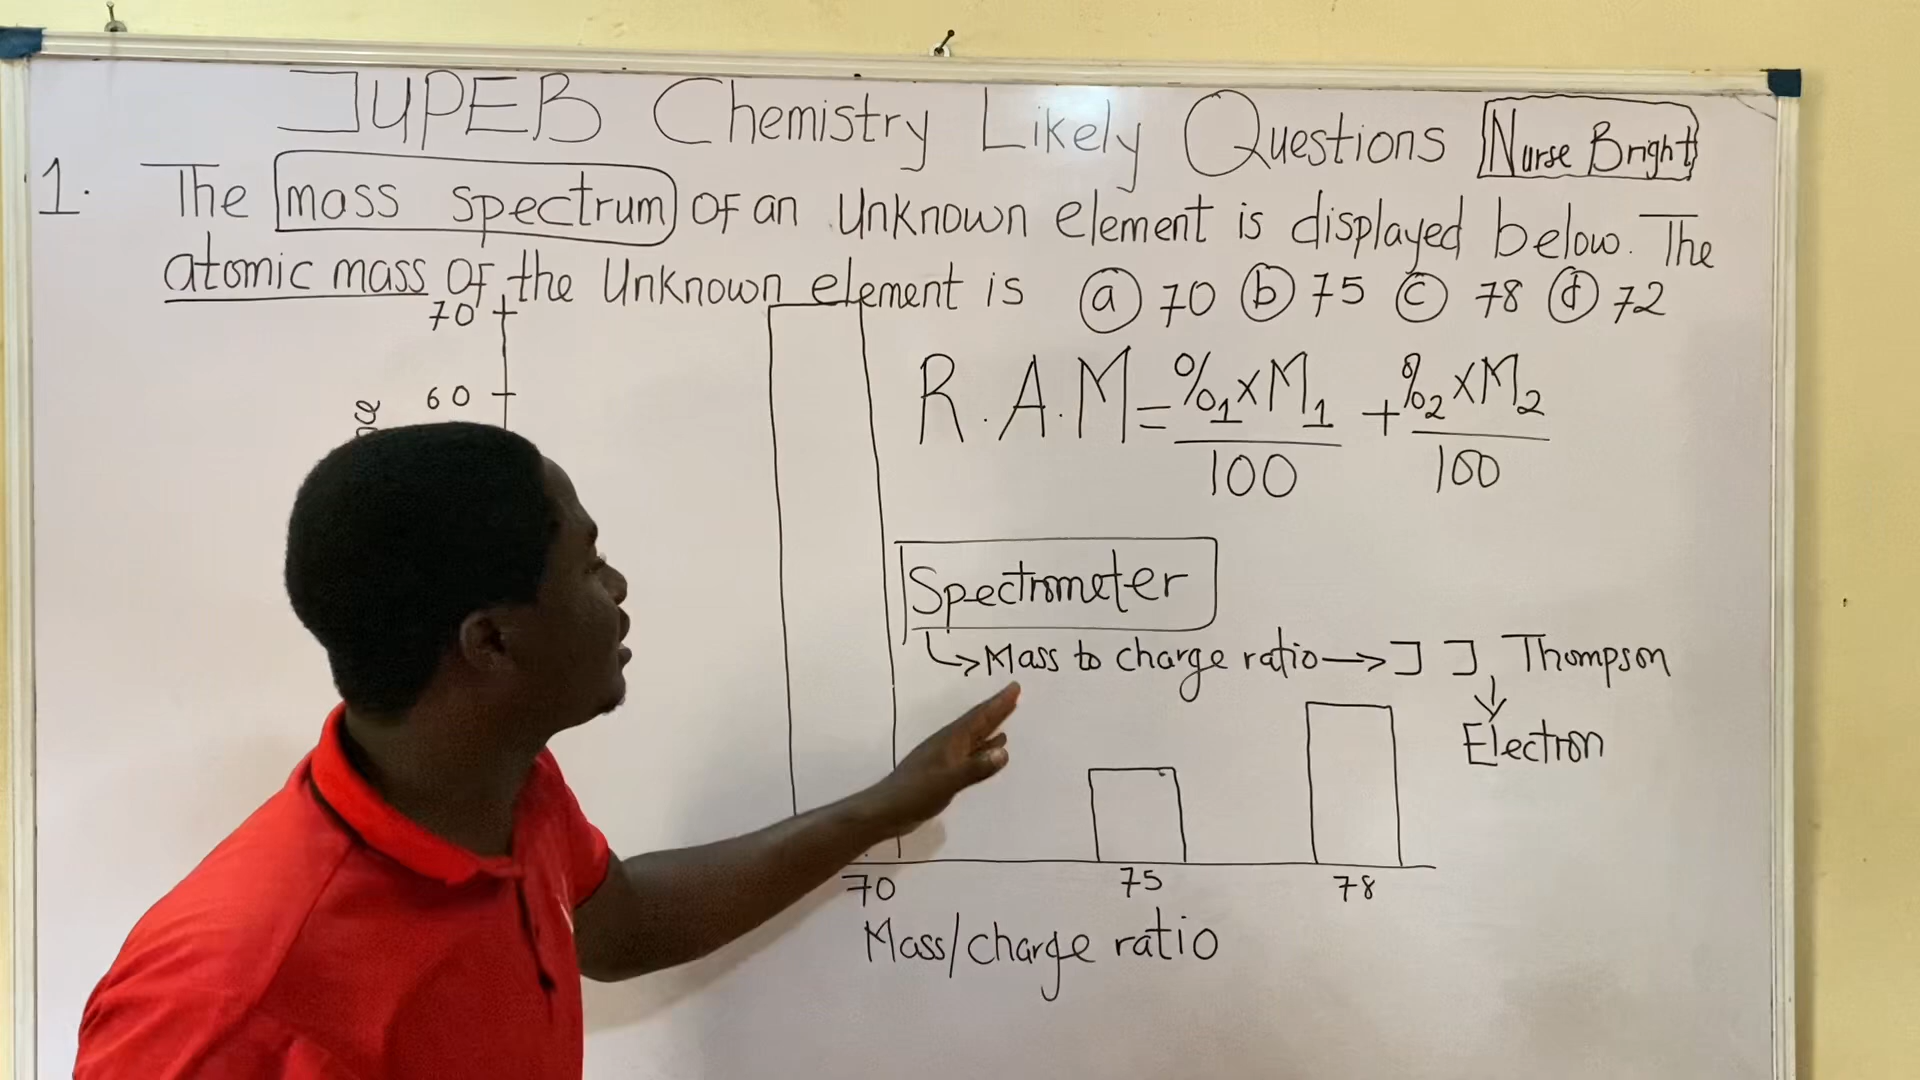 JUPEB Chemistry Likely Questions Nurse Bright
1. The mass spectrum of an unknown element is displayed below. The
atomic mass of the unknown element is (a) 70 (b) 75 (c) 78 (d) 72
70
60
R.A.M = %1 x M1 / 100 + %2 x M2 / 100
Spectrometer
↳ Mass to charge ratio → J J Thompson
↓
Electron
70 75 78
Mass/charge ratio